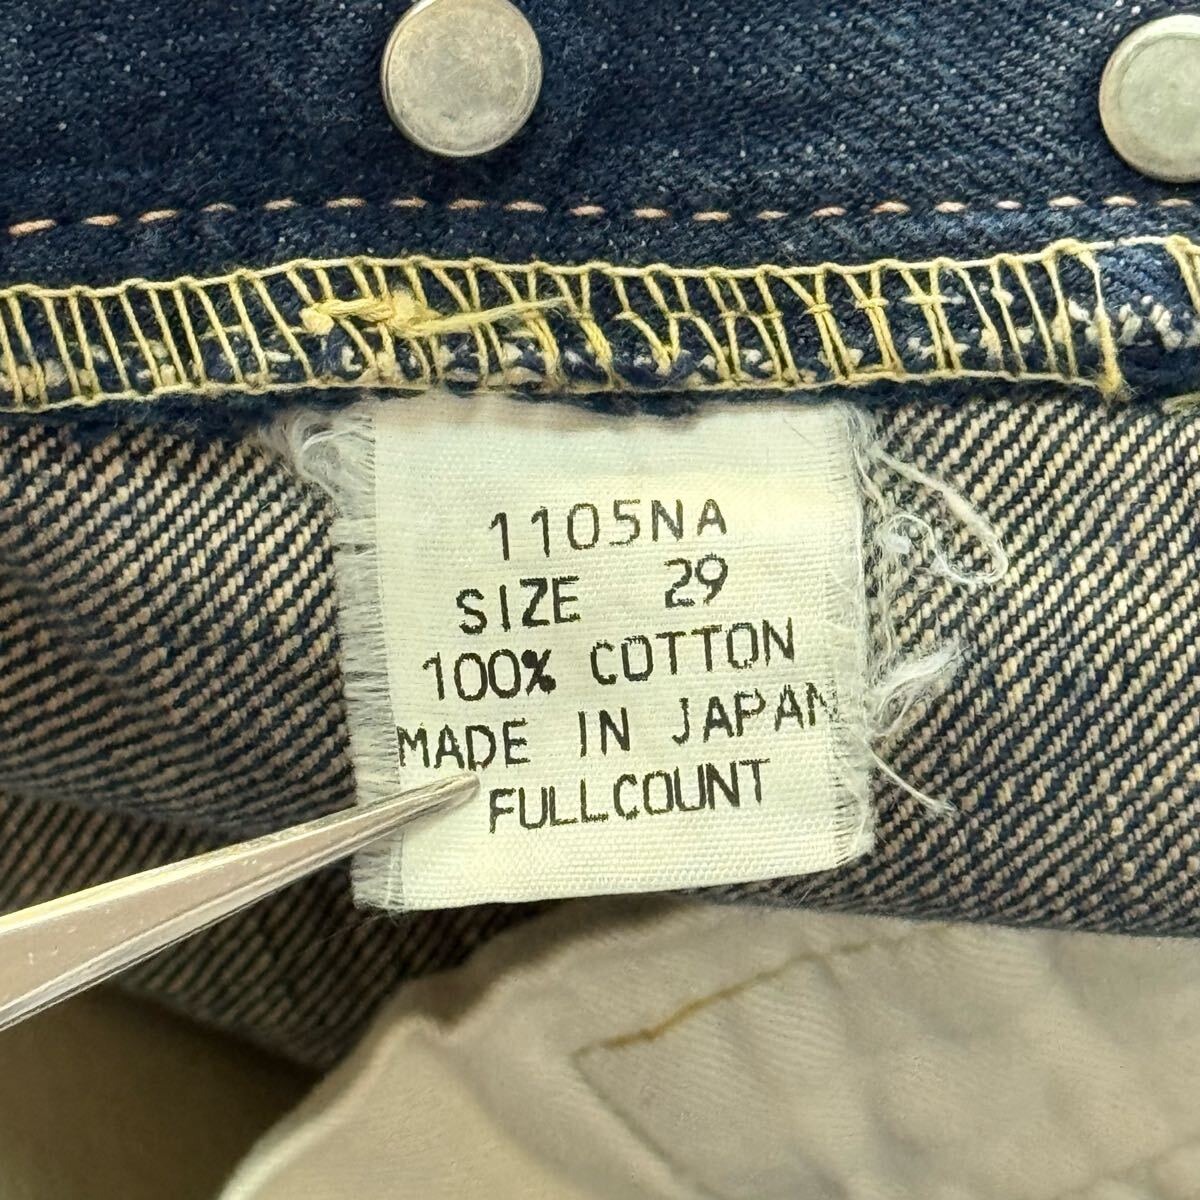 1105NA
SIZE 29
100% COTTON
MADE IN JAPAN
FULLCOUNT